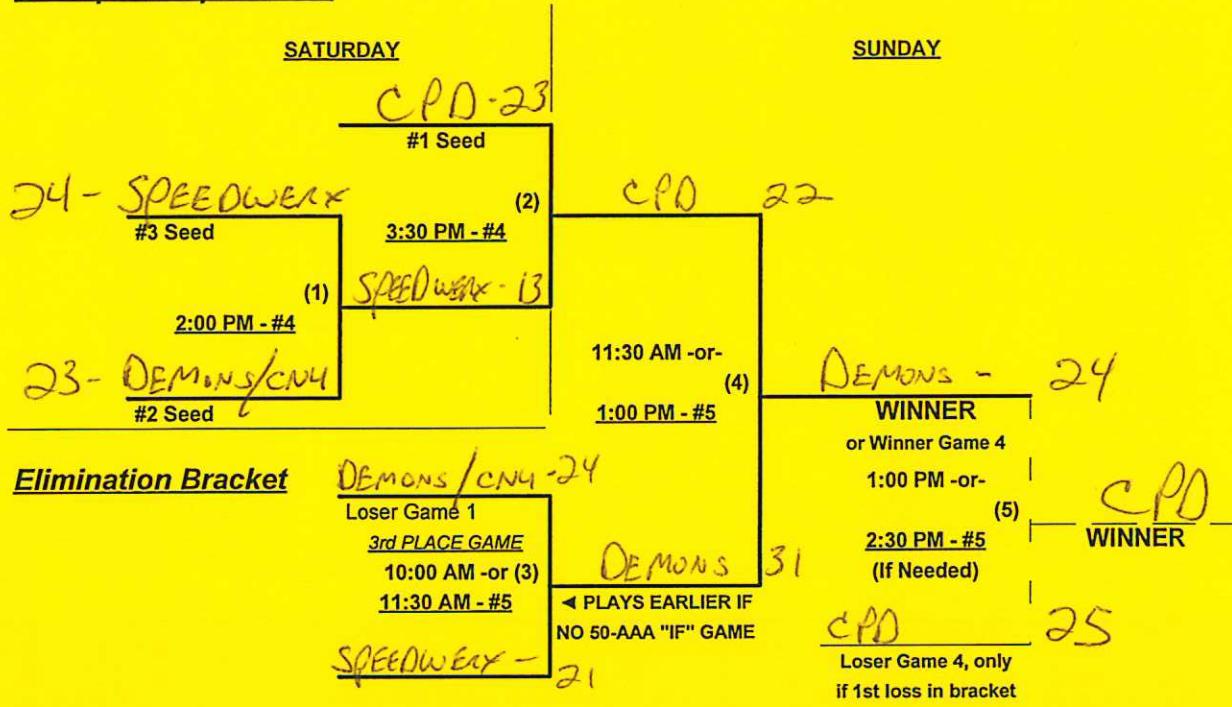 SATURDAY
SUNDAY
CPD-23
#1 Seed
24- SPEEDWERX
#3 Seed
(2)
3:30 PM - #4
CPD 22
(1)
2:00 PM - #4
SPEEDWERX - 13
23- DEMONS/CN4
#2 Seed
11:30 AM -or-
(4)
1:00 PM - #5
DEMONS - 24
WINNER
or Winner Game 4
1:00 PM -or-
(5)
2:30 PM - #5
(If Needed)
CPD
WINNER
CPD 25
Loser Game 4, only
if 1st loss in bracket
Elimination Bracket
DEMONS/CN4-24
Loser Game 1
3rd PLACE GAME
10:00 AM -or (3)
11:30 AM - #5
DEMONS 31
◄ PLAYS EARLIER IF
NO 50-AAA "IF" GAME
SPEEDWERX - 21